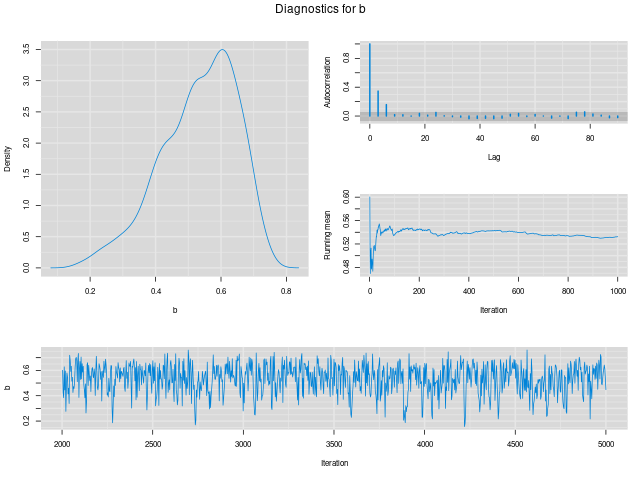 Diagnostics for b
Density
3.5
3.0
2.5
2.0
1.5
1.0
0.5
0.0
0.2 0.4 0.6 0.8
b
Autocorrelation
0.8
0.4
0.0
0 20 40 60 80
Lag
Running mean
0.60
0.56
0.52
0.48
0 200 400 600 800 1000
Iteration
b
0.6
0.4
0.2
2000 2500 3000 3500 4000 4500 5000
Iteration